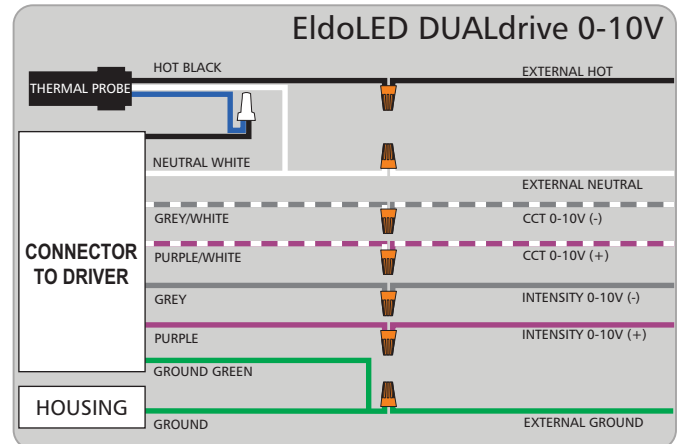 EldoLED DUALdrive 0-10V
HOT BLACK
EXTERNAL HOT
THERMAL PROBE
NEUTRAL WHITE
EXTERNAL NEUTRAL
GREY/WHITE
CCT 0-10V (-)
CONNECTOR
TO DRIVER
PURPLE/WHITE
CCT 0-10V (+)
GREY
INTENSITY 0-10V (-)
PURPLE
INTENSITY 0-10V (+)
GROUND GREEN
HOUSING
GROUND
EXTERNAL GROUND